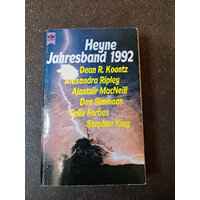 Heyne
Jahresband 1992
Dean R. Koontz
Alexandra Ripley
Alastair MacNeill
Dan Simmons
Colin Forbes
Stephen King